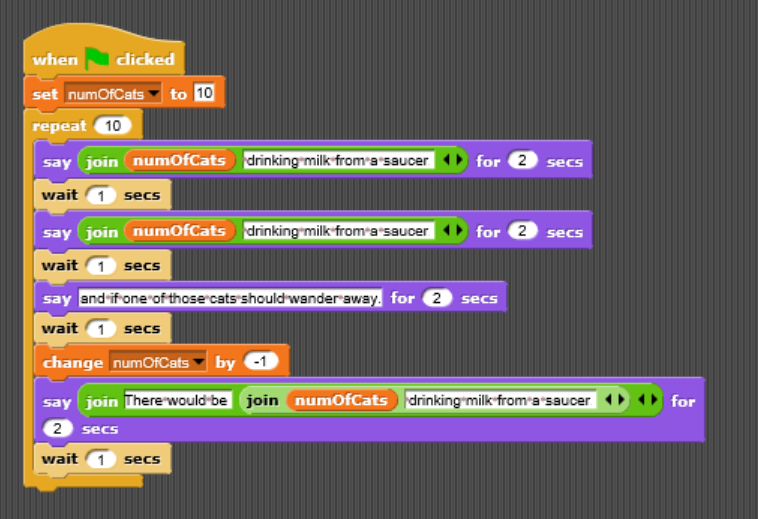 when clicked
set numOfCats to 10
repeat 10
say join numOfCats drinking milk from a saucer for 2 secs
wait 1 secs
say join numOfCats drinking milk from a saucer for 2 secs
wait 1 secs
say and if one of those cats should wander away. for 2 secs
wait 1 secs
change numOfCats by -1
say join There would be join numOfCats drinking milk from a saucer for
2 secs
wait 1 secs